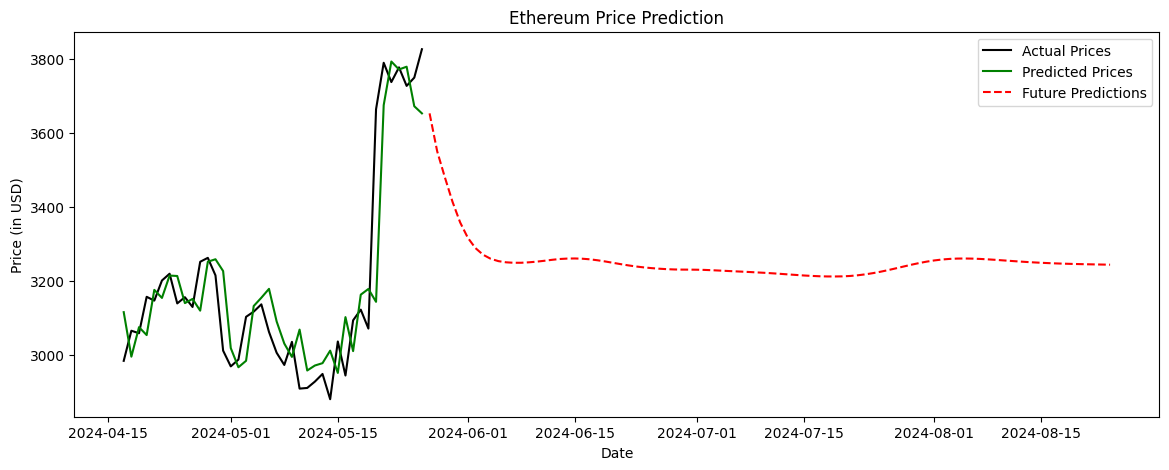 Ethereum Price Prediction
Actual Prices
Predicted Prices
Future Predictions
Price (in USD)
3800
3600
3400
3200
3000
2024-04-15 2024-05-01 2024-05-15 2024-06-01 2024-06-15 2024-07-01 2024-07-15 2024-08-01 2024-08-15
Date